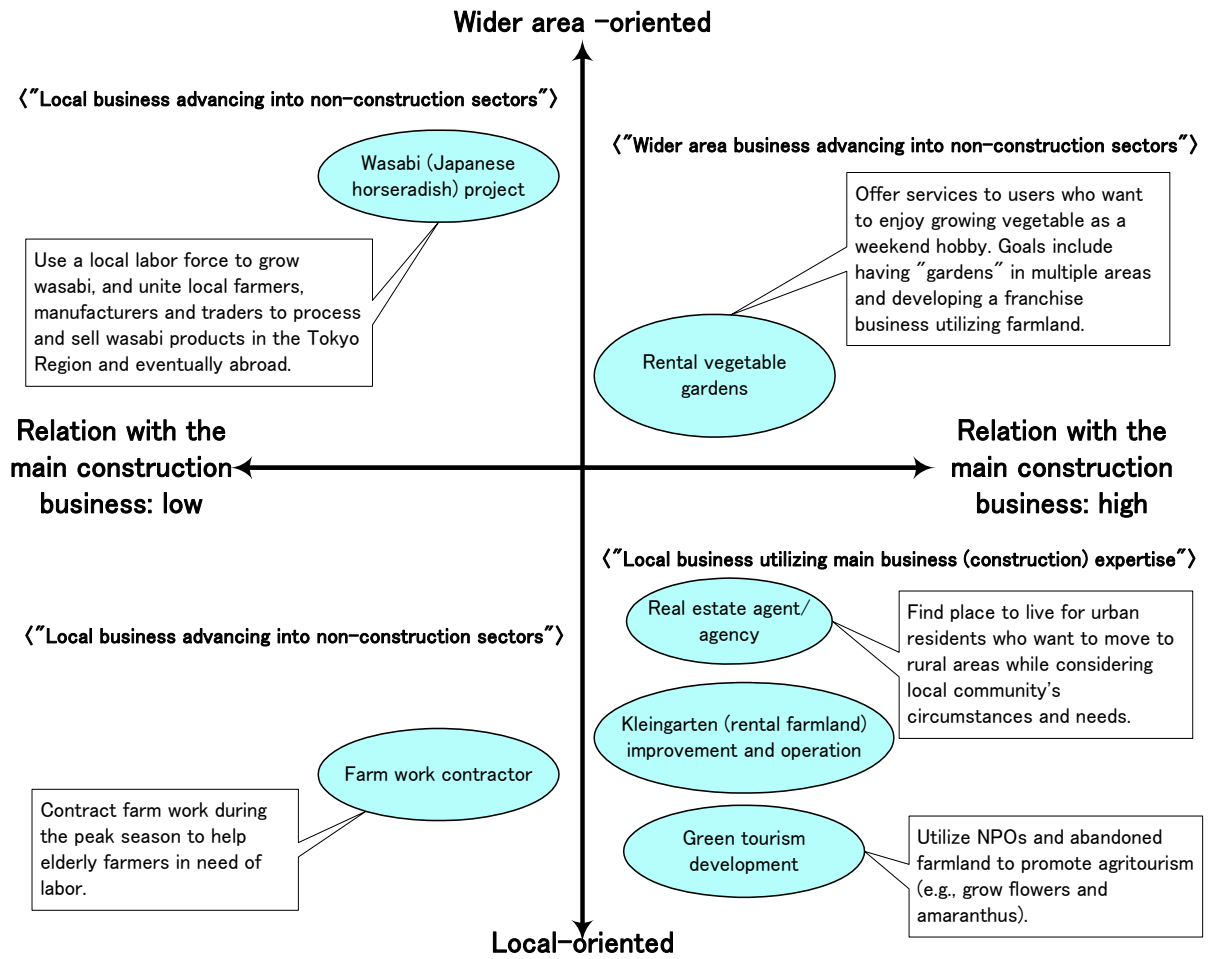 Wider area -oriented
〈"Local business advancing into non-construction sectors"〉
Wasabi (Japanese
horseradish) project
Use a local labor force to grow
wasabi, and unite local farmers,
manufacturers and traders to process
and sell wasabi products in the Tokyo
Region and eventually abroad.
〈"Wider area business advancing into non-construction sectors"〉
Offer services to users who want
to enjoy growing vegetable as a
weekend hobby. Goals include
having "gardens" in multiple areas
and developing a franchise
business utilizing farmland.
Rental vegetable
gardens
Relation with the
main construction
business: low
Relation with the
main construction
business: high
〈"Local business utilizing main business (construction) expertise"〉
Real estate agent/
agency
Find place to live for urban
residents who want to move to
rural areas while considering
local community's
circumstances and needs.
〈"Local business advancing into non-construction sectors"〉
Kleingarten (rental farmland)
improvement and operation
Farm work contractor
Contract farm work during
the peak season to help
elderly farmers in need of
labor.
Green tourism
development
Utilize NPOs and abandoned
farmland to promote agritourism
(e.g., grow flowers and
amaranthus).
Local-oriented